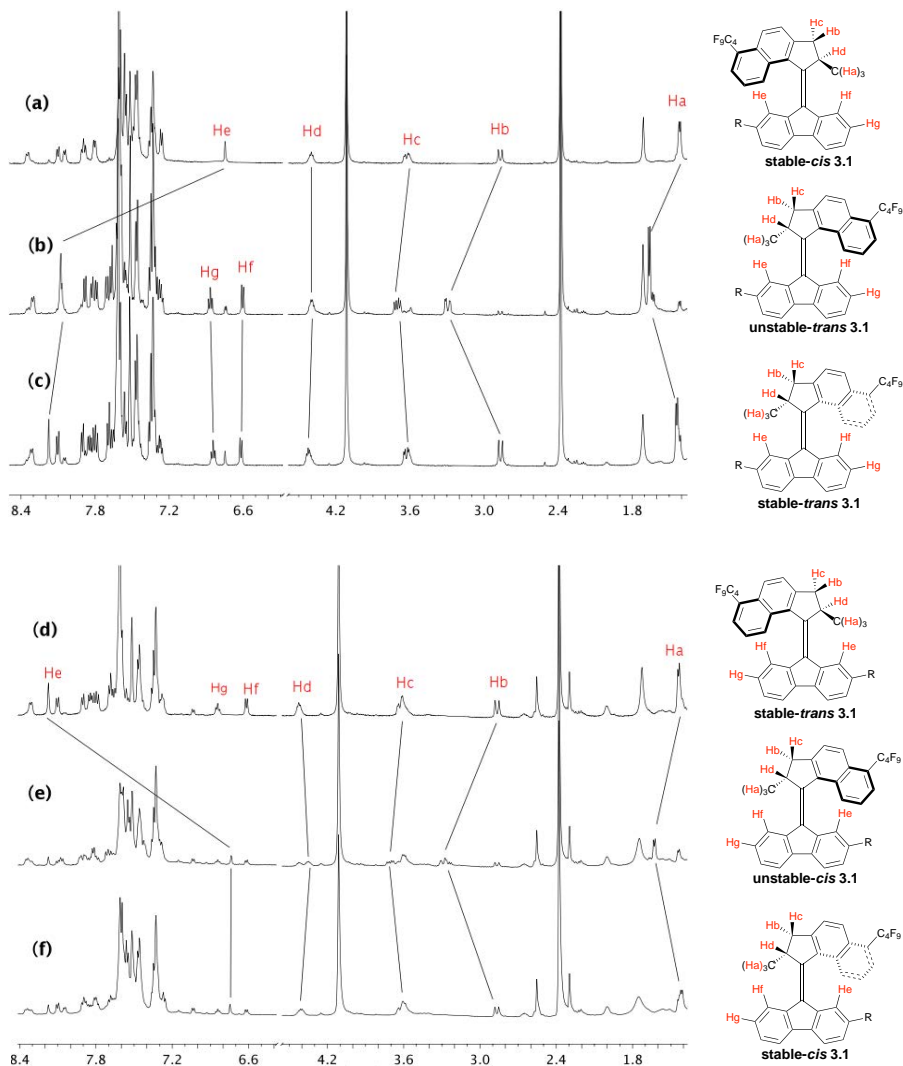 (a)
He
Hd
Hc
Hb
Ha
(b)
Hg
Hf
(c)
8.4 7.8 7.2 6.6 4.2 3.6 3.0 2.4 1.8
F₉C₄
Hc
Hb
Hd
C(Ha)₃
He
Hf
R
Hg
stable-cis 3.1
Hb
Hc
C₄F₉
Hd
(Ha)₃C
He
Hf
R
Hg
unstable-trans 3.1
Hb
Hc
C₄F₉
Hd
(Ha)₃C
He
Hf
R
Hg
stable-trans 3.1
(d)
He
Hg
Hf
Hd
Hc
Hb
Ha
(e)
(f)
8.4 7.8 7.2 6.6 4.2 3.6 3.0 2.4 1.8
Hc
Hb
F₉C₄
Hd
C(Ha)₃
Hf
He
Hg
R
stable-trans 3.1
Hc
Hb
C₄F₉
Hd
(Ha)₃C
Hf
He
Hg
R
unstable-cis 3.1
Hb
Hc
C₄F₉
Hd
(Ha)₃C
Hf
He
Hg
R
stable-cis 3.1